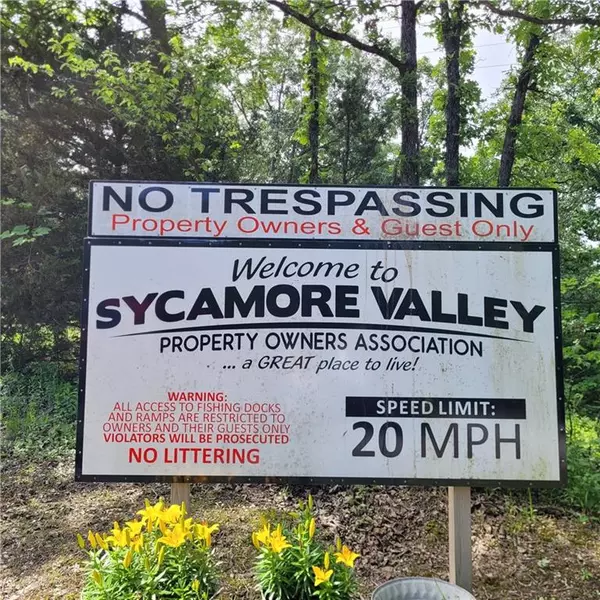 NO TRESPASSING
Property Owners & Guest Only
Welcome to
SYCAMORE VALLEY
PROPERTY OWNERS ASSOCIATION
... a GREAT place to live!
WARNING:
ALL ACCESS TO FISHING DOCKS
AND RAMPS ARE RESTRICTED TO
OWNERS AND THEIR GUESTS ONLY
VIOLATORS WILL BE PROSECUTED
NO LITTERING
SPEED LIMIT:
20 MPH